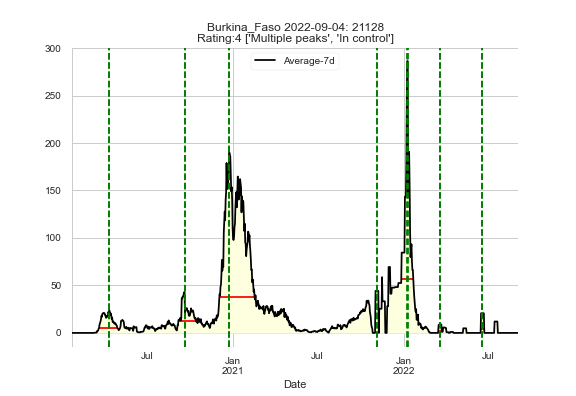 Burkina_Faso 2022-09-04: 21128
Rating:4 ['Multiple peaks', 'In control']
Average-7d
300
250
200
150
100
50
0
Jul
Jan
2021
Jul
Jan
2022
Jul
Date